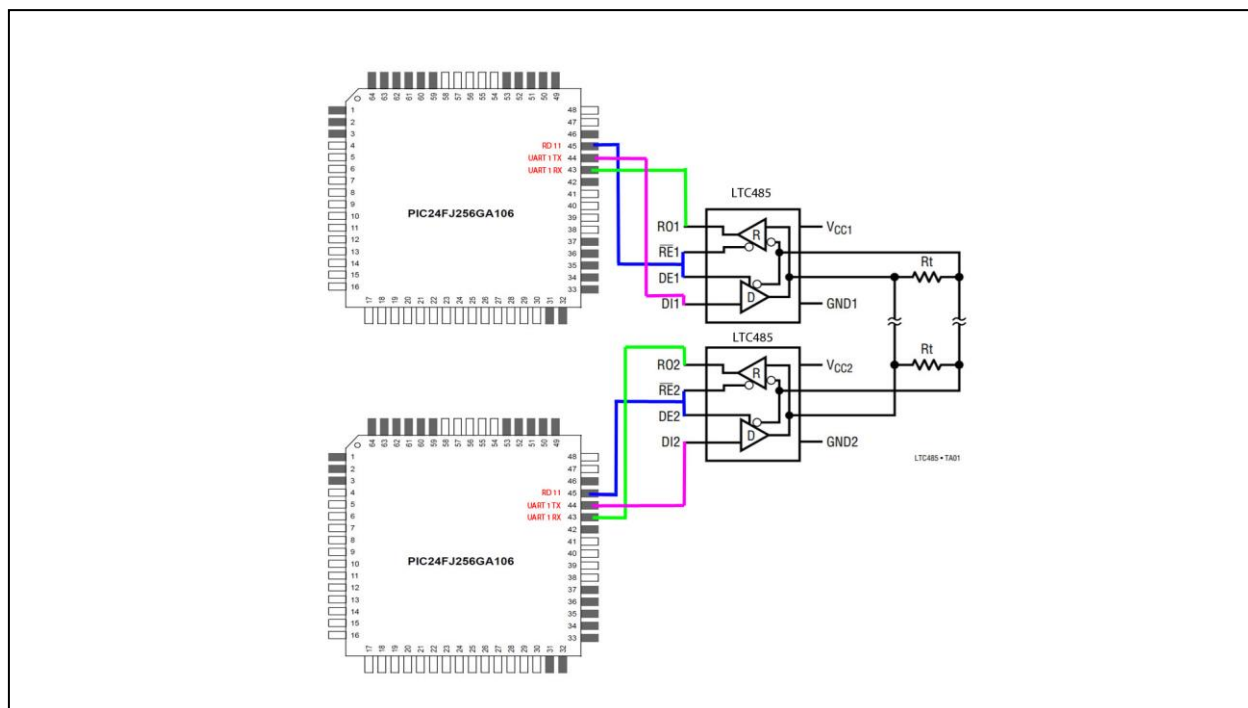 64 63 62 61 60 59 58 57 56 55 54 53 52 51 50 49
1 48
2 47
3 46
4 RD 11 45
5 UART 1 TX 44
6 UART 1 RX 43
7 42
8 41
9 PIC24FJ256GA106 40
10 39
11 38
12 37
13 36
14 35
15 34
16 33
17 18 19 20 21 22 23 24 25 26 27 28 29 30 31 32
LTC485
RO1 R VCC1
RE1
DE1
DI1 D GND1
Rt
LTC485
RO2 R VCC2
RE2
DE2
DI2 D GND2
Rt
LTC485 • TA01
64 63 62 61 60 59 58 57 56 55 54 53 52 51 50 49
1 48
2 47
3 46
4 RD 11 45
5 UART 1 TX 44
6 UART 1 RX 43
7 42
8 41
9 40
10 PIC24FJ256GA106 39
11 38
12 37
13 36
14 35
15 34
16 33
17 18 19 20 21 22 23 24 25 26 27 28 29 30 31 32